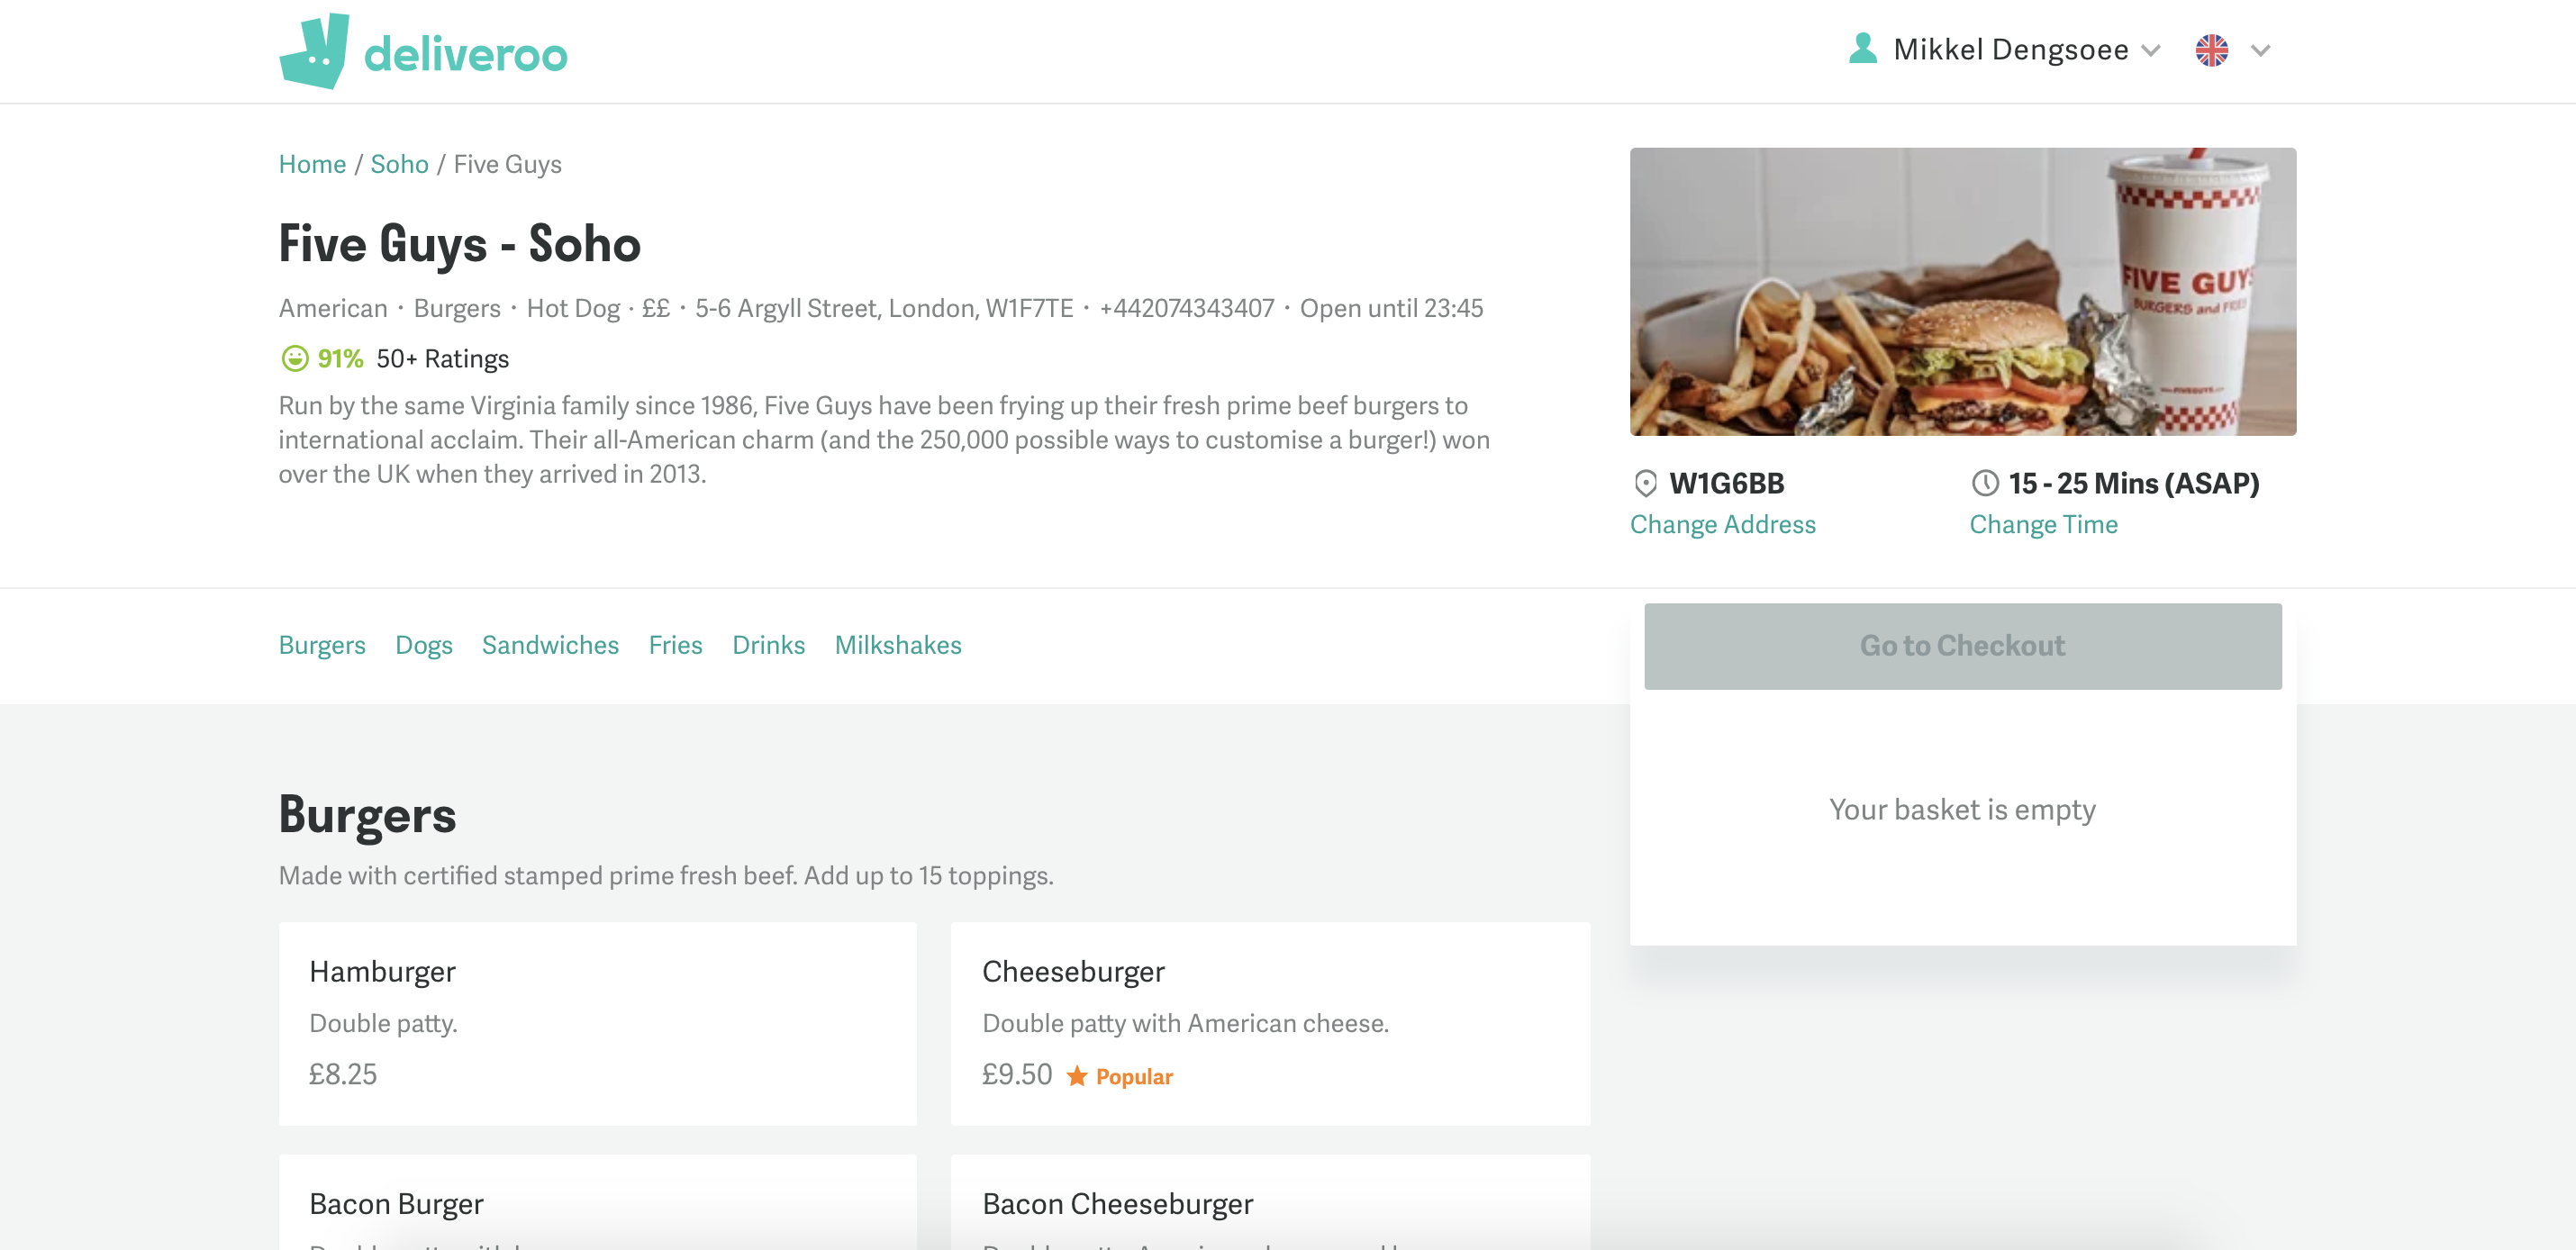 deliveroo
Mikkel Dengsoee
Home / Soho / Five Guys
Five Guys - Soho
American · Burgers · Hot Dog · ££ · 5-6 Argyll Street, London, W1F7TE · +442074343407 · Open until 23:45
91% 50+ Ratings
Run by the same Virginia family since 1986, Five Guys have been frying up their fresh prime beef burgers to
international acclaim. Their all-American charm (and the 250,000 possible ways to customise a burger!) won
over the UK when they arrived in 2013.
FIVE GUYS
BURGERS and FRIES
W1G6BB
Change Address
15 - 25 Mins (ASAP)
Change Time
Burgers Dogs Sandwiches Fries Drinks Milkshakes
Go to Checkout
Your basket is empty
Burgers
Made with certified stamped prime fresh beef. Add up to 15 toppings.
Hamburger
Double patty.
£8.25
Cheeseburger
Double patty with American cheese.
£9.50 Popular
Bacon Burger
Bacon Cheeseburger